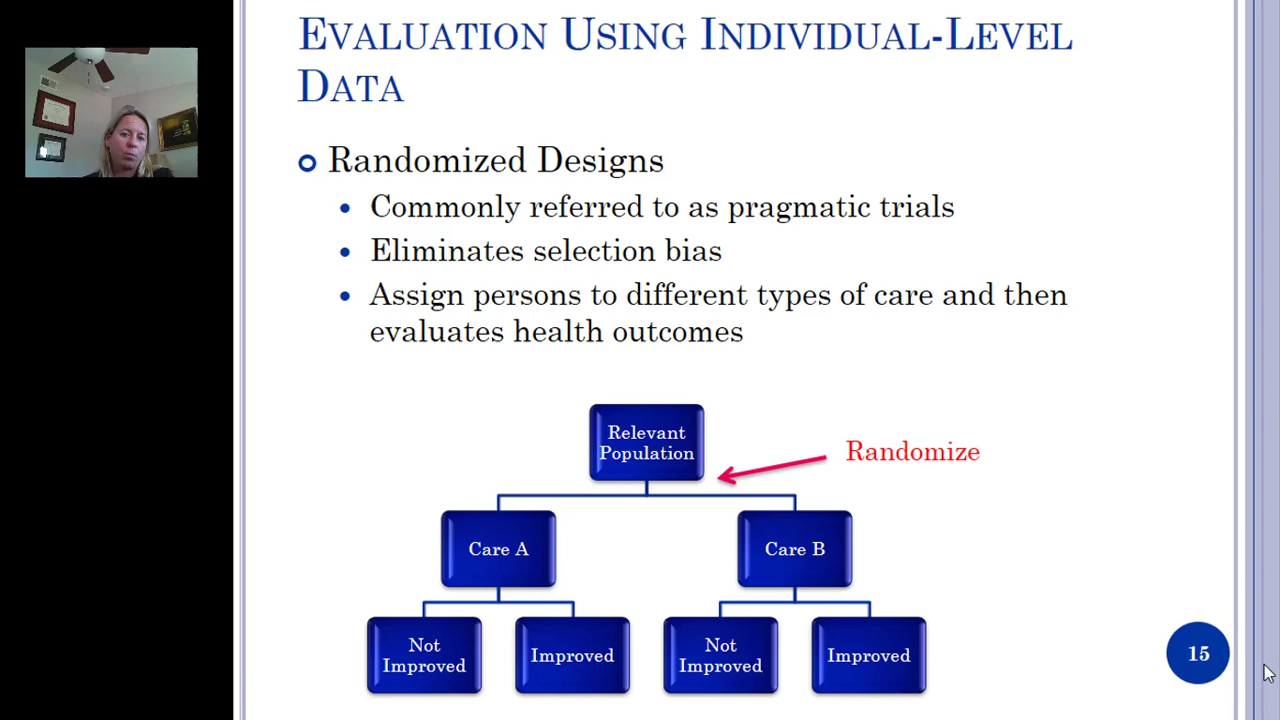 EVALUATION USING INDIVIDUAL-LEVEL
DATA
Randomized Designs
Commonly referred to as pragmatic trials
Eliminates selection bias
Assign persons to different types of care and then
evaluates health outcomes
Relevant
Population
Randomize
Care A
Care B
Not
Improved
Improved
Not
Improved
Improved
15